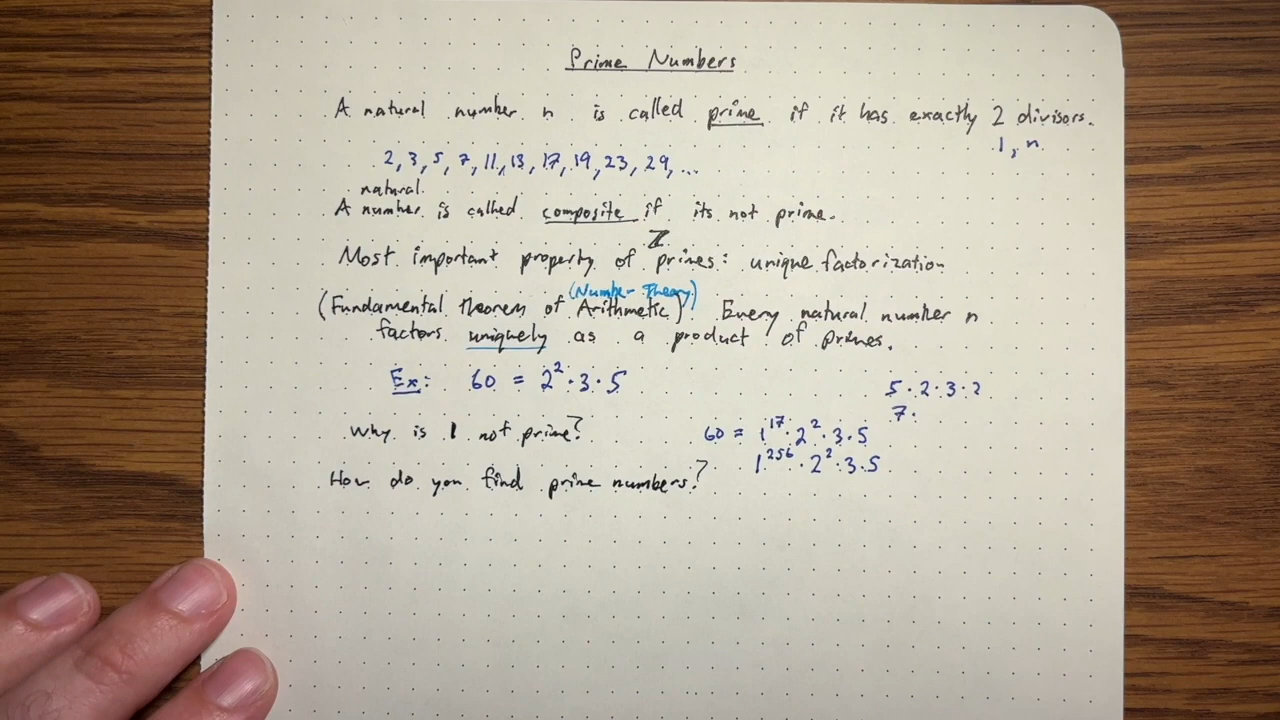 Prime Numbers
A natural number n is called prime if it has exactly 2 divisors.
1, n
2, 3, 5, 7, 11, 13, 17, 19, 23, 29, ...
natural
A number is called composite if its not prime.
ℤ
Most important property of primes: unique factorization
(Number Theory)
(Fundamental theorem of Arithmetic): Every natural number n
factors uniquely as a product of primes.
Ex: 60 = 2²·3·5
5·2·3·2
7·
Why is 1 not prime?
60 = 1¹⁷·2²·3·5
1²⁵⁶·2²·3·5
How do you find prime numbers?